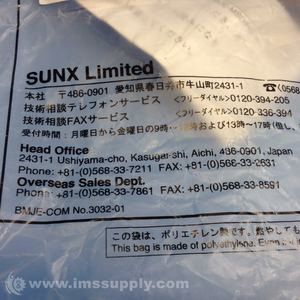 SUNX Limited
本社 〒486-0901 愛知県春日井市牛山町2431-1 ☎(0568
技術相談テレフォンサービス <フリーダイヤル>0120-394-205
技術相談FAXサービス <フリーダイヤル>0120-336-394
受付時間:月曜日から金曜日の9時 および13時〜17時(但し、
Head Office
2431-1 Ushiyama-cho, Kasugai-shi, Aichi, 486-0901, Japan
Phone: +81-(0)568-33-7211 FAX: +81-(0)568-33-2631
Overseas Sales Dept.
Phone: +81-(0)568-33-7861 FAX: +81-(0)568-33-8591
BMJE-COM No.3032-01
この袋は、ポリエチレン製です。燃やしても
This bag is made of polyethylene. Even
© www.imssupply.com